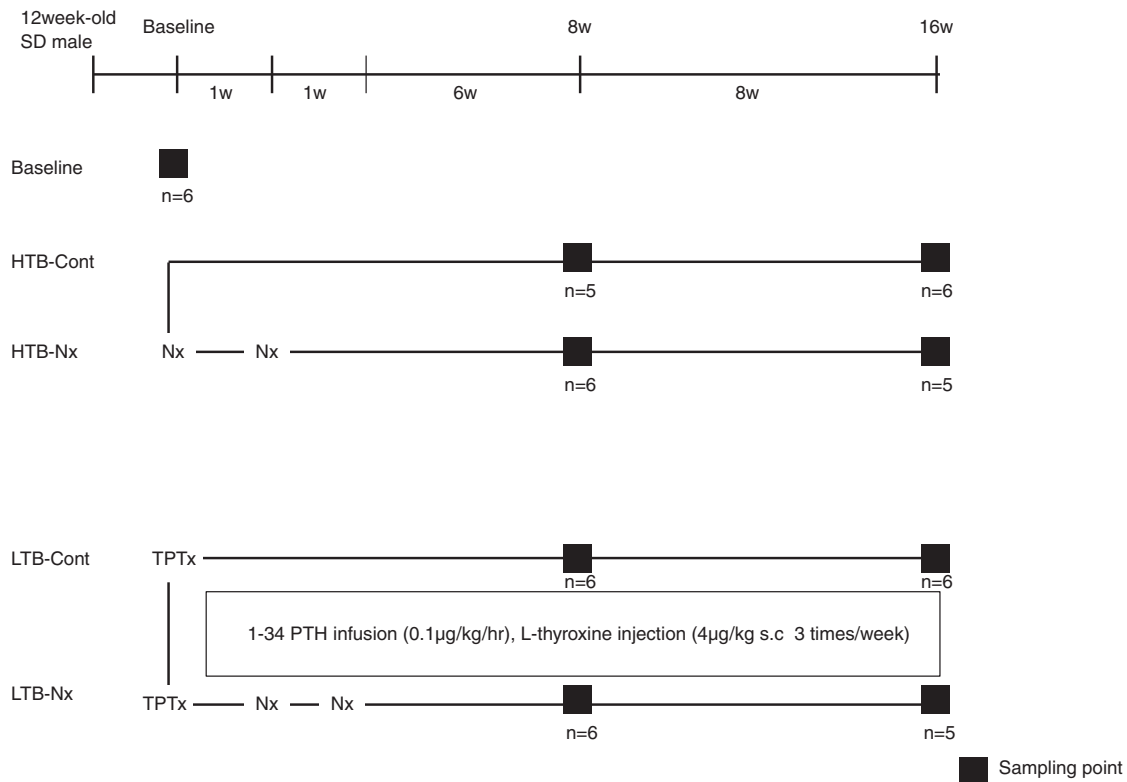 12week-old
SD male
Baseline
8w
16w
1w
1w
6w
8w
Baseline
n=6
HTB-Cont
n=5
n=6
HTB-Nx
Nx
Nx
n=6
n=5
LTB-Cont
TPTx
n=6
n=6
1-34 PTH infusion (0.1µg/kg/hr), L-thyroxine injection (4µg/kg s.c 3 times/week)
LTB-Nx
TPTx
Nx
Nx
n=6
n=5
Sampling point